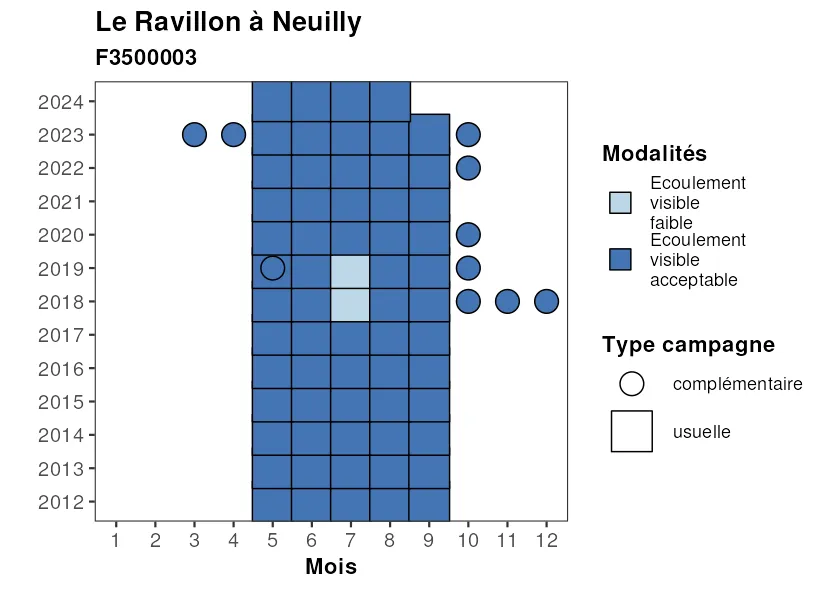 Le Ravillon à Neuilly
F3500003
2024
2023
2022
2021
2020
2019
2018
2017
2016
2015
2014
2013
2012
1 2 3 4 5 6 7 8 9 10 11 12
Mois
Modalités
Ecoulement
visible
faible
Ecoulement
visible
acceptable
Type campagne
complémentaire
usuelle